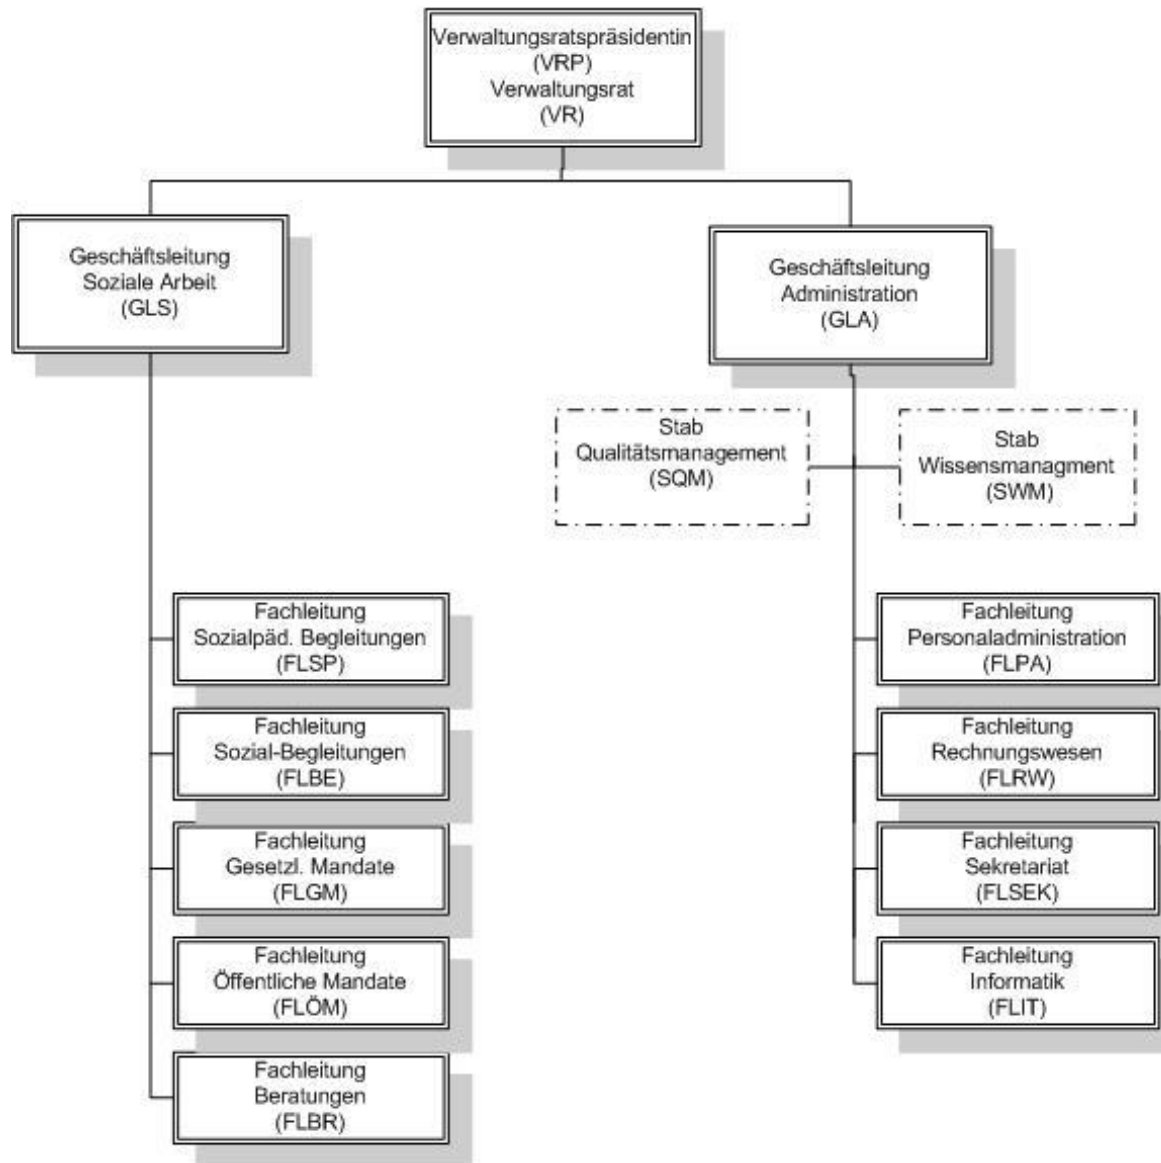 Verwaltungsratspräsidentin
(VRP)
Verwaltungsrat
(VR)
Geschäftsleitung
Soziale Arbeit
(GLS)
Geschäftsleitung
Administration
(GLA)
Stab
Qualitätsmanagement
(SQM)
Stab
Wissensmanagment
(SWM)
Fachleitung
Sozialpäd. Begleitungen
(FLSP)
Fachleitung
Sozial-Begleitungen
(FLBE)
Fachleitung
Gesetzl. Mandate
(FLGM)
Fachleitung
Öffentliche Mandate
(FLÖM)
Fachleitung
Beratungen
(FLBR)
Fachleitung
Personaladministration
(FLPA)
Fachleitung
Rechnungswesen
(FLRW)
Fachleitung
Sekretariat
(FLSEK)
Fachleitung
Informatik
(FLIT)